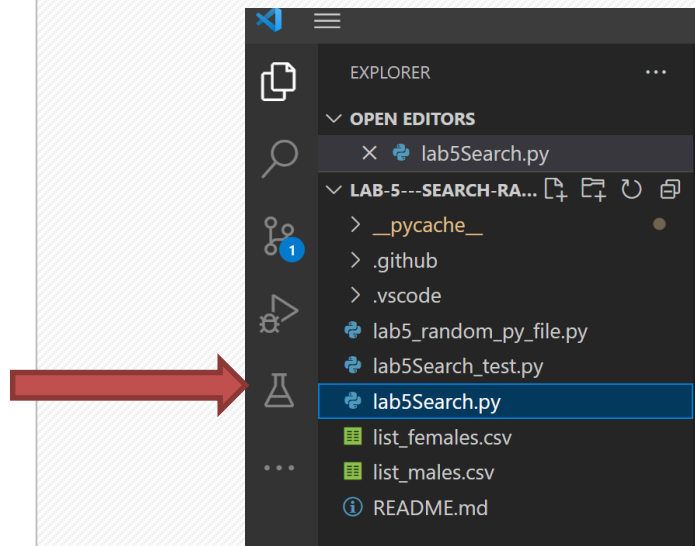 EXPLORER
OPEN EDITORS
lab5Search.py
LAB-5---SEARCH-RA...
__pycache__
.github
.vscode
1
lab5_random_py_file.py
lab5Search_test.py
lab5Search.py
list_females.csv
list_males.csv
README.md